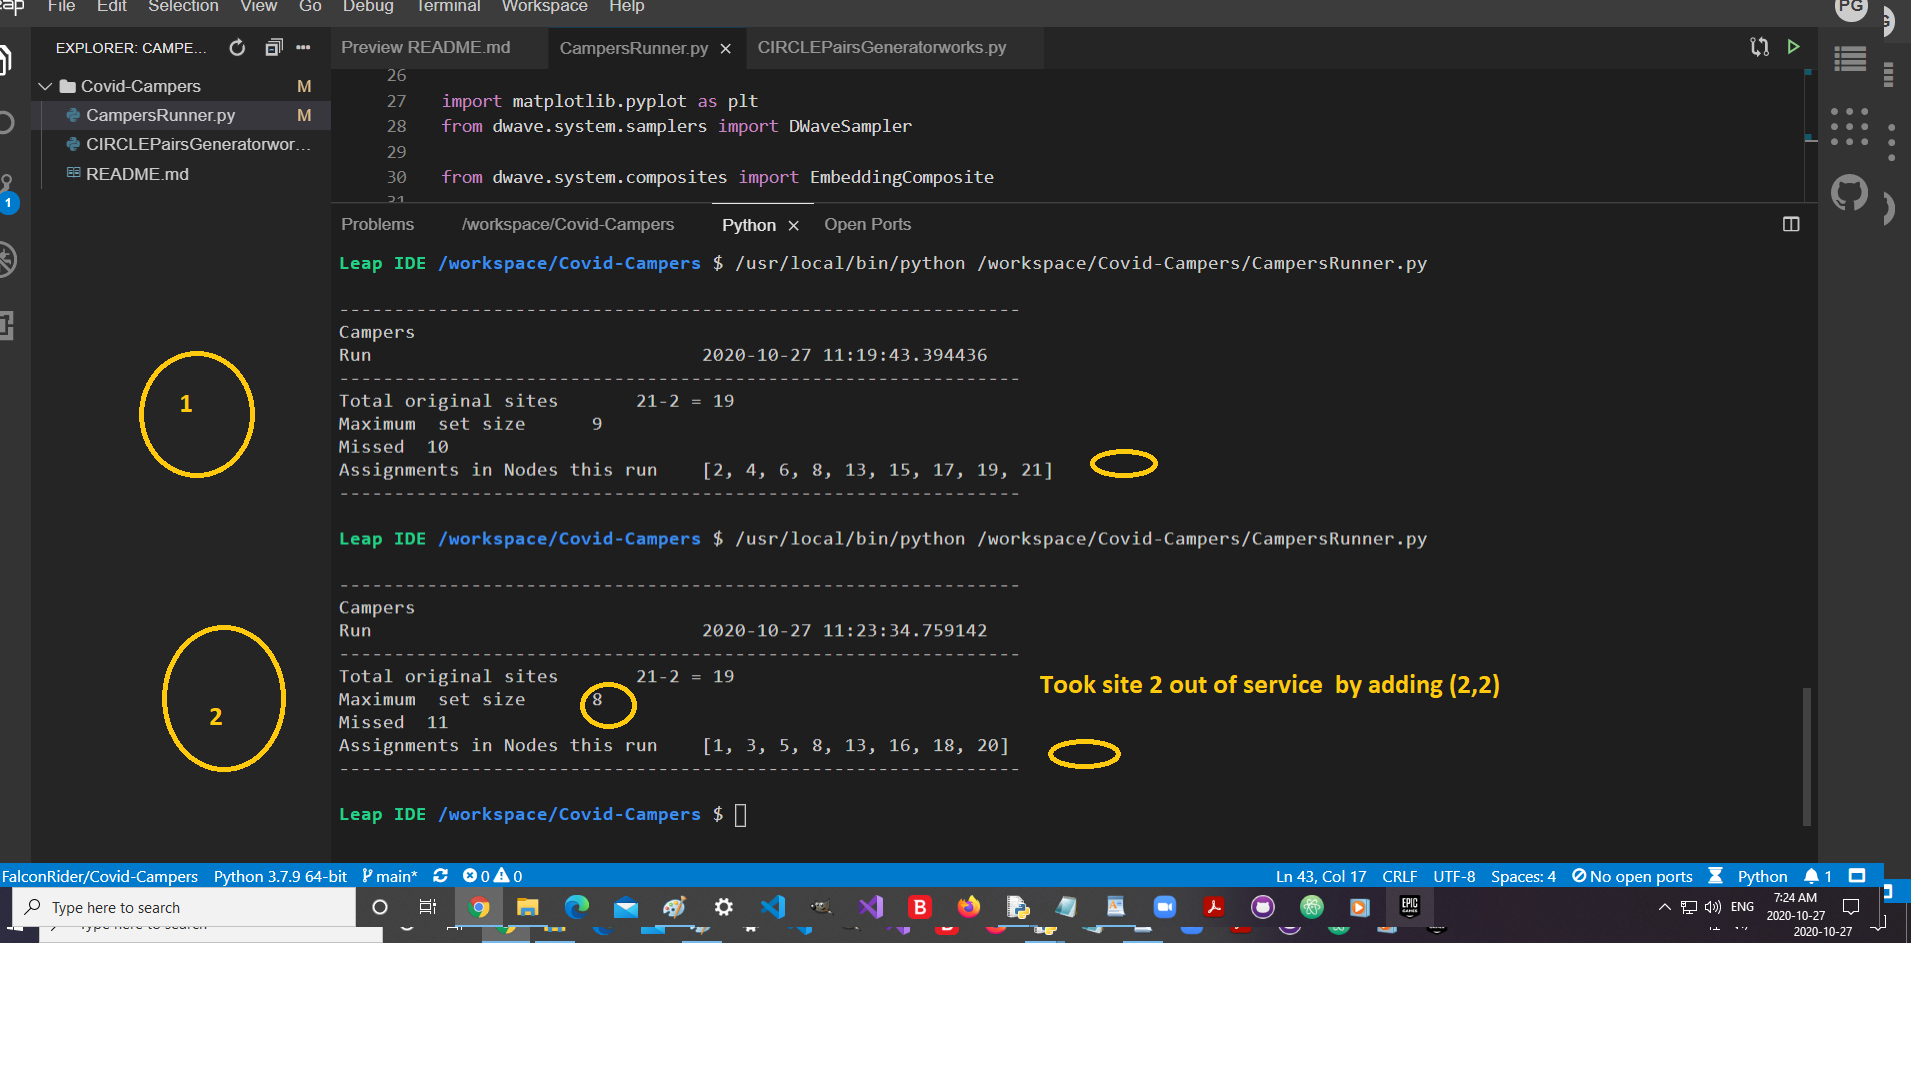 File Edit Selection View Go Debug Terminal Workspace Help
PG
EXPLORER: CAMPE...
Preview README.md CampersRunner.py × CIRCLEPairsGeneratorworks.py
Covid-Campers M
CampersRunner.py M
CIRCLEPairsGeneratorwor...
README.md
1
26
27 import matplotlib.pyplot as plt
28 from dwave.system.samplers import DWaveSampler
29
30 from dwave.system.composites import EmbeddingComposite
31
Problems /workspace/Covid-Campers Python × Open Ports
Leap IDE /workspace/Covid-Campers $ /usr/local/bin/python /workspace/Covid-Campers/CampersRunner.py
--------------------------------------------------------------
Campers
Run 2020-10-27 11:19:43.394436
--------------------------------------------------------------
Total original sites 21-2 = 19
Maximum set size 9
Missed 10
Assignments in Nodes this run [2, 4, 6, 8, 13, 15, 17, 19, 21]
--------------------------------------------------------------
1
Leap IDE /workspace/Covid-Campers $ /usr/local/bin/python /workspace/Covid-Campers/CampersRunner.py
--------------------------------------------------------------
Campers
Run 2020-10-27 11:23:34.759142
--------------------------------------------------------------
Total original sites 21-2 = 19
Maximum set size 8
Missed 11
Assignments in Nodes this run [1, 3, 5, 8, 13, 16, 18, 20]
--------------------------------------------------------------
2
Took site 2 out of service by adding (2,2)
Leap IDE /workspace/Covid-Campers $
FalconRider/Covid-Campers Python 3.7.9 64-bit main* 0 0 Ln 43, Col 17 CRLF UTF-8 Spaces: 4 No open ports Python 1
Type here to search
ENG
7:24 AM
2020-10-27
EPIC GAMES
2020-10-27